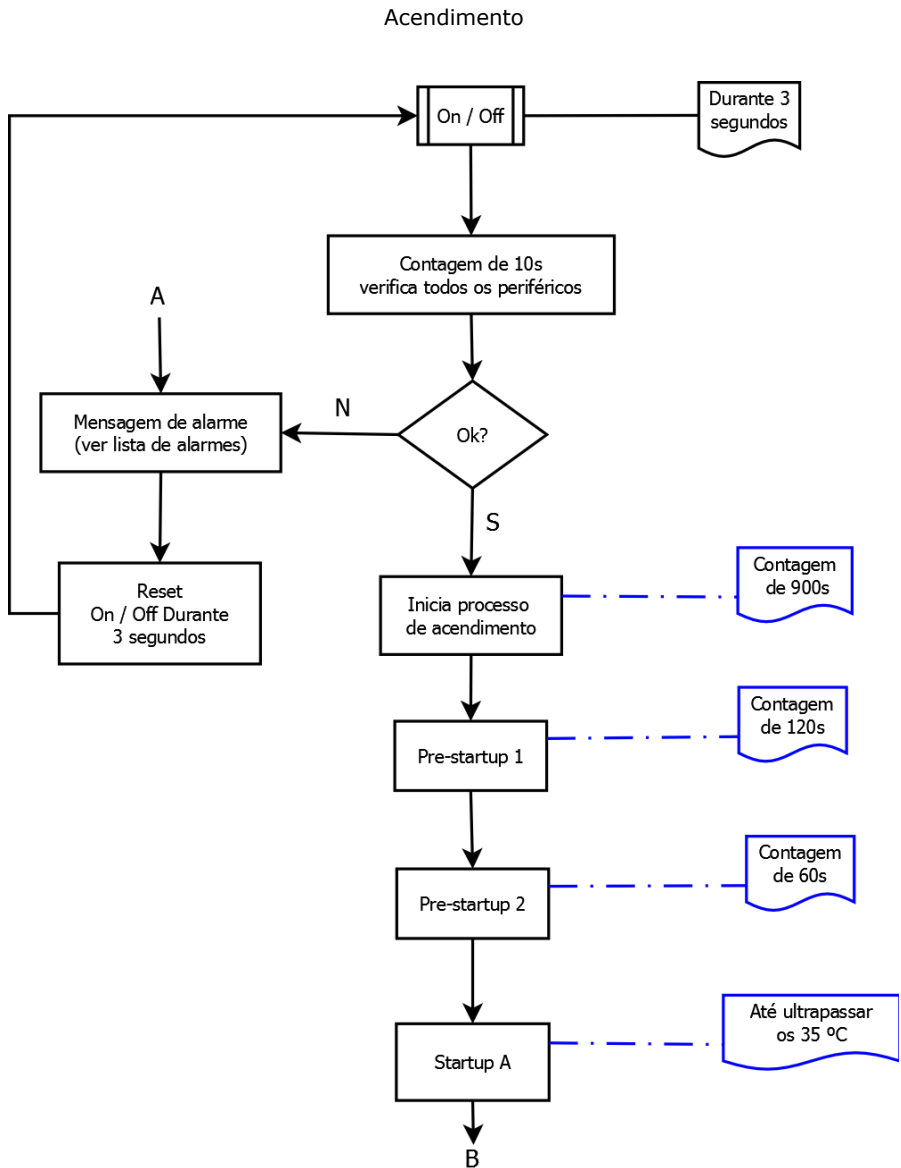 Acendimento
On / Off
Durante 3
segundos
Contagem de 10s
verifica todos os periféricos
A
Mensagem de alarme
(ver lista de alarmes)
N
Ok?
S
Reset
On / Off Durante
3 segundos
Inicia processo
de acendimento
Contagem
de 900s
Pre-startup 1
Contagem
de 120s
Pre-startup 2
Contagem
de 60s
Startup A
Até ultrapassar
os 35 ºC
B